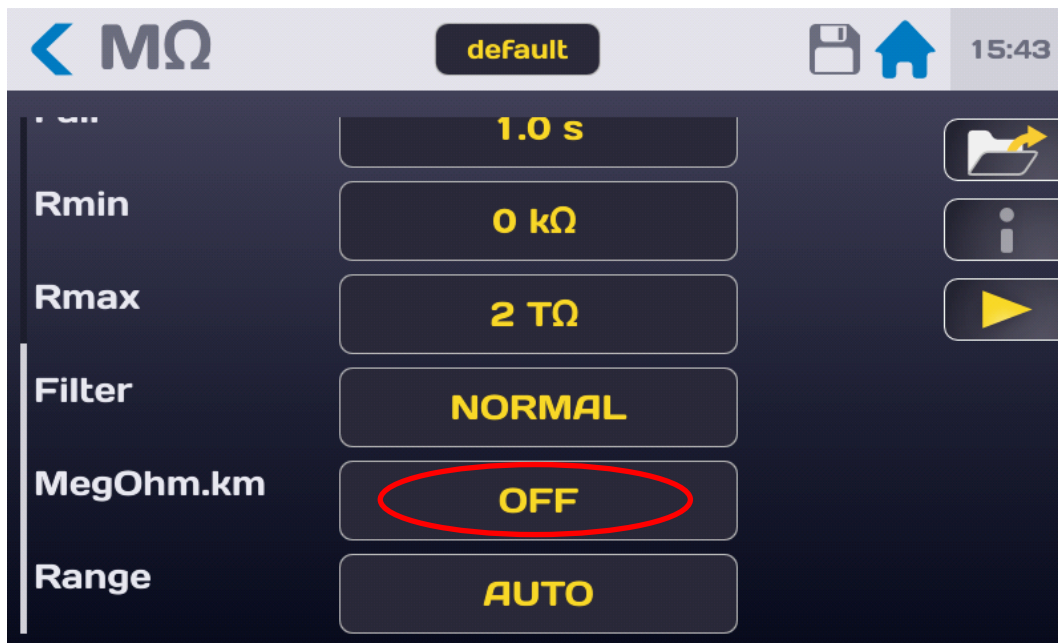 MΩ
default
15:43
1.0 s
Rmin
0 kΩ
Rmax
2 TΩ
Filter
NORMAL
MegOhm.km
OFF
Range
AUTO